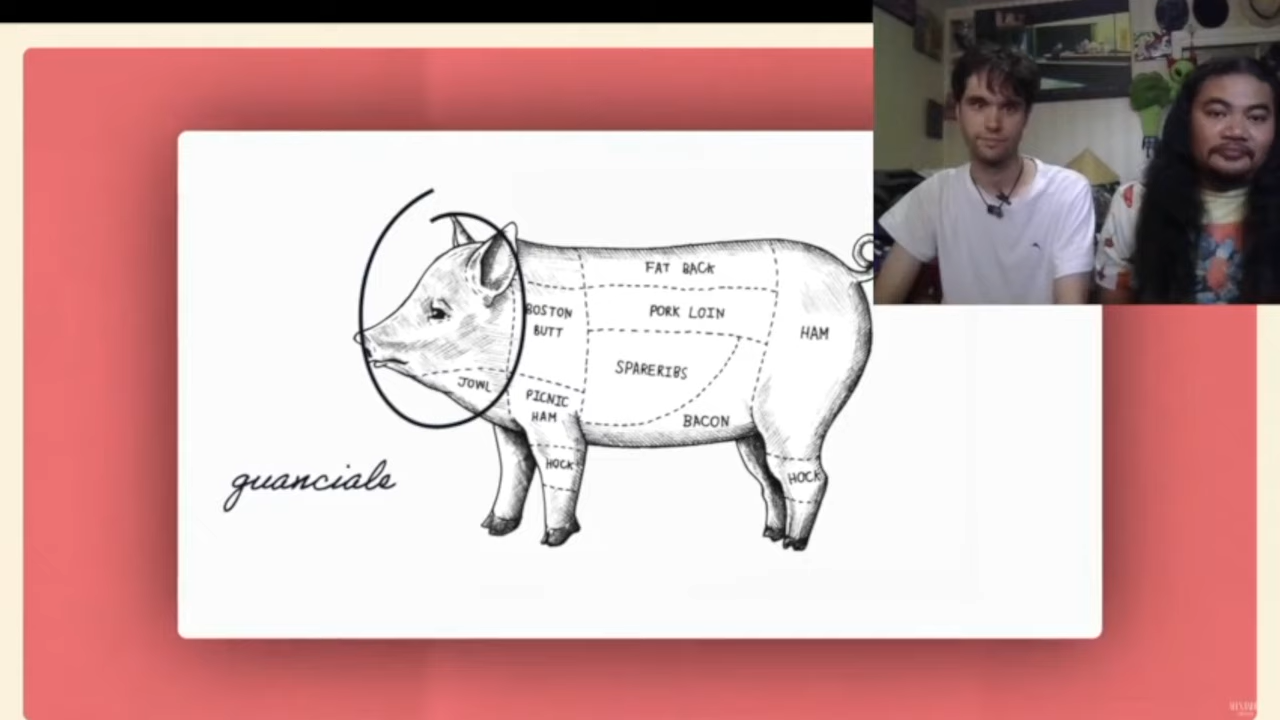 FAT BACK
BOSTON
BUTT
PORK LOIN
HAM
SPARERIBS
JOWL
PICNIC
HAM
BACON
HOCK
HOCK
guanciale